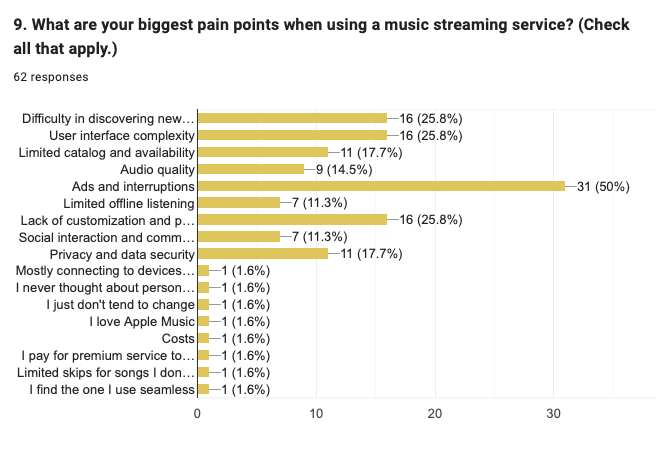 9. What are your biggest pain points when using a music streaming service? (Check
all that apply.)
62 responses
Difficulty in discovering new… 16 (25.8%)
User interface complexity 16 (25.8%)
Limited catalog and availability 11 (17.7%)
Audio quality 9 (14.5%)
Ads and interruptions 31 (50%)
Limited offline listening 7 (11.3%)
Lack of customization and p… 16 (25.8%)
Social interaction and comm… 7 (11.3%)
Privacy and data security 11 (17.7%)
Mostly connecting to devices… 1 (1.6%)
I never thought about person… 1 (1.6%)
I just don't tend to change 1 (1.6%)
I love Apple Music 1 (1.6%)
Costs 1 (1.6%)
I pay for premium service to… 1 (1.6%)
Limited skips for songs I don… 1 (1.6%)
I find the one I use seamless 1 (1.6%)
0 10 20 30